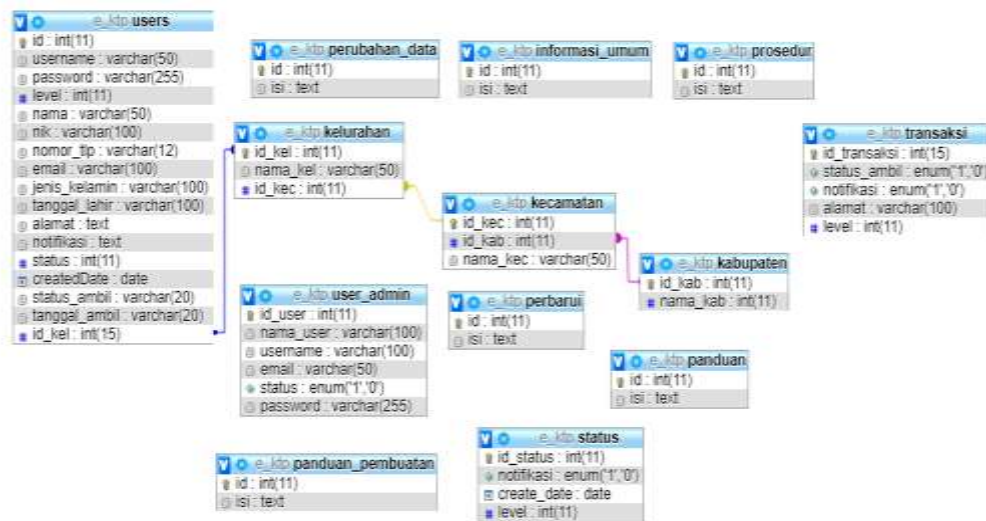 e_ktp users
id : int(11)
username : varchar(50)
password : varchar(255)
level : int(11)
nama : varchar(50)
nik : varchar(100)
nomor_tlp : varchar(12)
email : varchar(100)
jenis_kelamin : varchar(100)
tanggal_lahir : varchar(100)
alamat : text
notifikasi : text
status : int(11)
createdDate : date
status_ambil : varchar(20)
tanggal_ambil : varchar(20)
id_kel : int(15)
e_ktp perubahan_data
id : int(11)
isi : text
e_ktp informasi_umum
id : int(11)
isi : text
e_ktp prosedur
id : int(11)
isi : text
e_ktp kelurahan
id_kel : int(11)
nama_kel : varchar(50)
id_kec : int(11)
e_ktp transaksi
id_transaksi : int(15)
status_ambil : enum('1','0')
notifikasi : enum('1','0')
alamat : varchar(100)
level : int(11)
e_ktp kecamatan
id_kec : int(11)
id_kab : int(11)
nama_kec : varchar(50)
e_ktp kabupaten
id_kab : int(11)
nama_kab : int(11)
e_ktp user_admin
id_user : int(11)
nama_user : varchar(100)
username : varchar(100)
email : varchar(50)
status : enum('1','0')
password : varchar(255)
e_ktp perbarui
id : int(11)
isi : text
e_ktp panduan
id : int(11)
isi : text
e_ktp panduan_pembuatan
id : int(11)
isi : text
e_ktp status
id_status : int(11)
notifikasi : enum('1','0')
create_date : date
level : int(11)